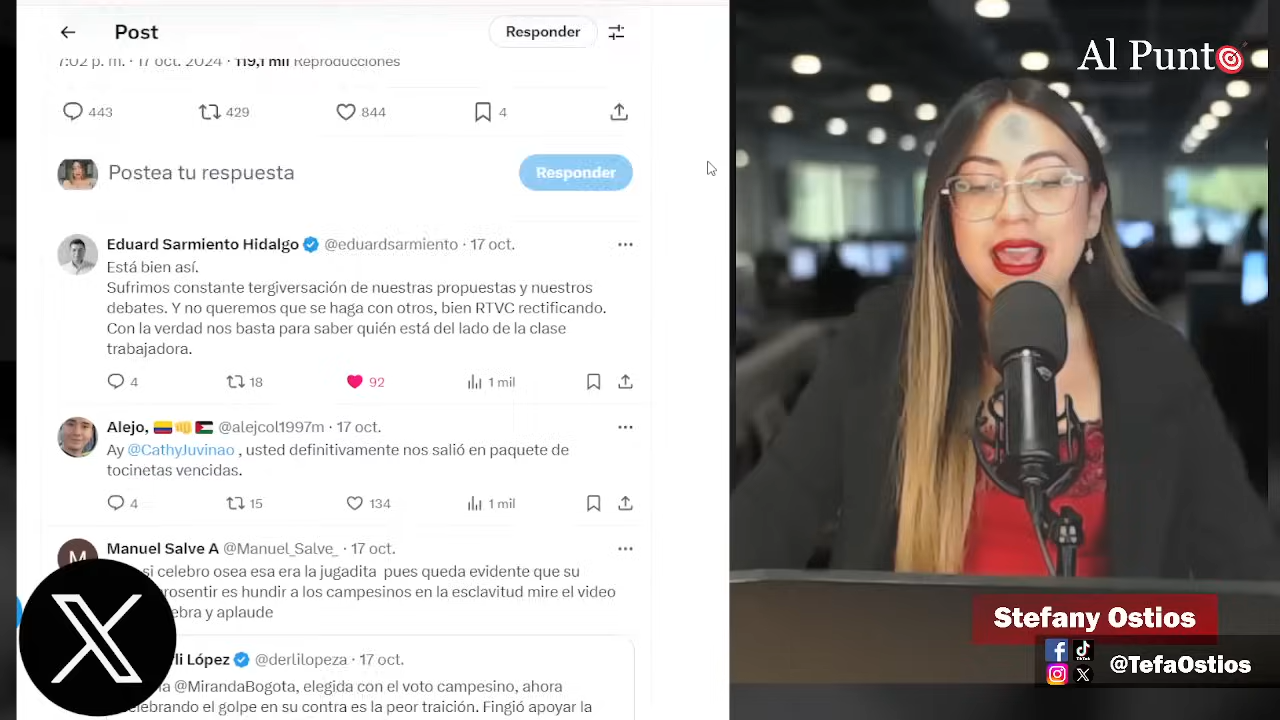 Post
Responder
7:02 p. m. · 17 oct. 2024 · 119,1 mil Reproducciones
443
429
844
4
Postea tu respuesta
Responder
Eduard Sarmiento Hidalgo @eduardsarmiento · 17 oct.
Está bien así.
Sufrimos constante tergiversación de nuestras propuestas y nuestros
debates. Y no queremos que se haga con otros, bien RTVC rectificando.
Con la verdad nos basta para saber quién está del lado de la clase
trabajadora.
4
18
92
1 mil
Alejo, @alejcol1997m · 17 oct.
Ay @CathyJuvinao , usted definitivamente nos salió en paquete de
tocinetas vencidas.
4
15
134
1 mil
M
Manuel Salve A @Manuel_Salve_ · 17 oct.
si celebro osea esa era la jugadita pues queda evidente que su
prosentir es hundir a los campesinos en la esclavitud mire el video
y aplaude
López @derlilopeza · 17 oct.
@MirandaBogota, elegida con el voto campesino, ahora
el golpe en su contra es la peor traición. Fingió apoyar la
Al Punto
Stefany Ostios
@TefaOstios